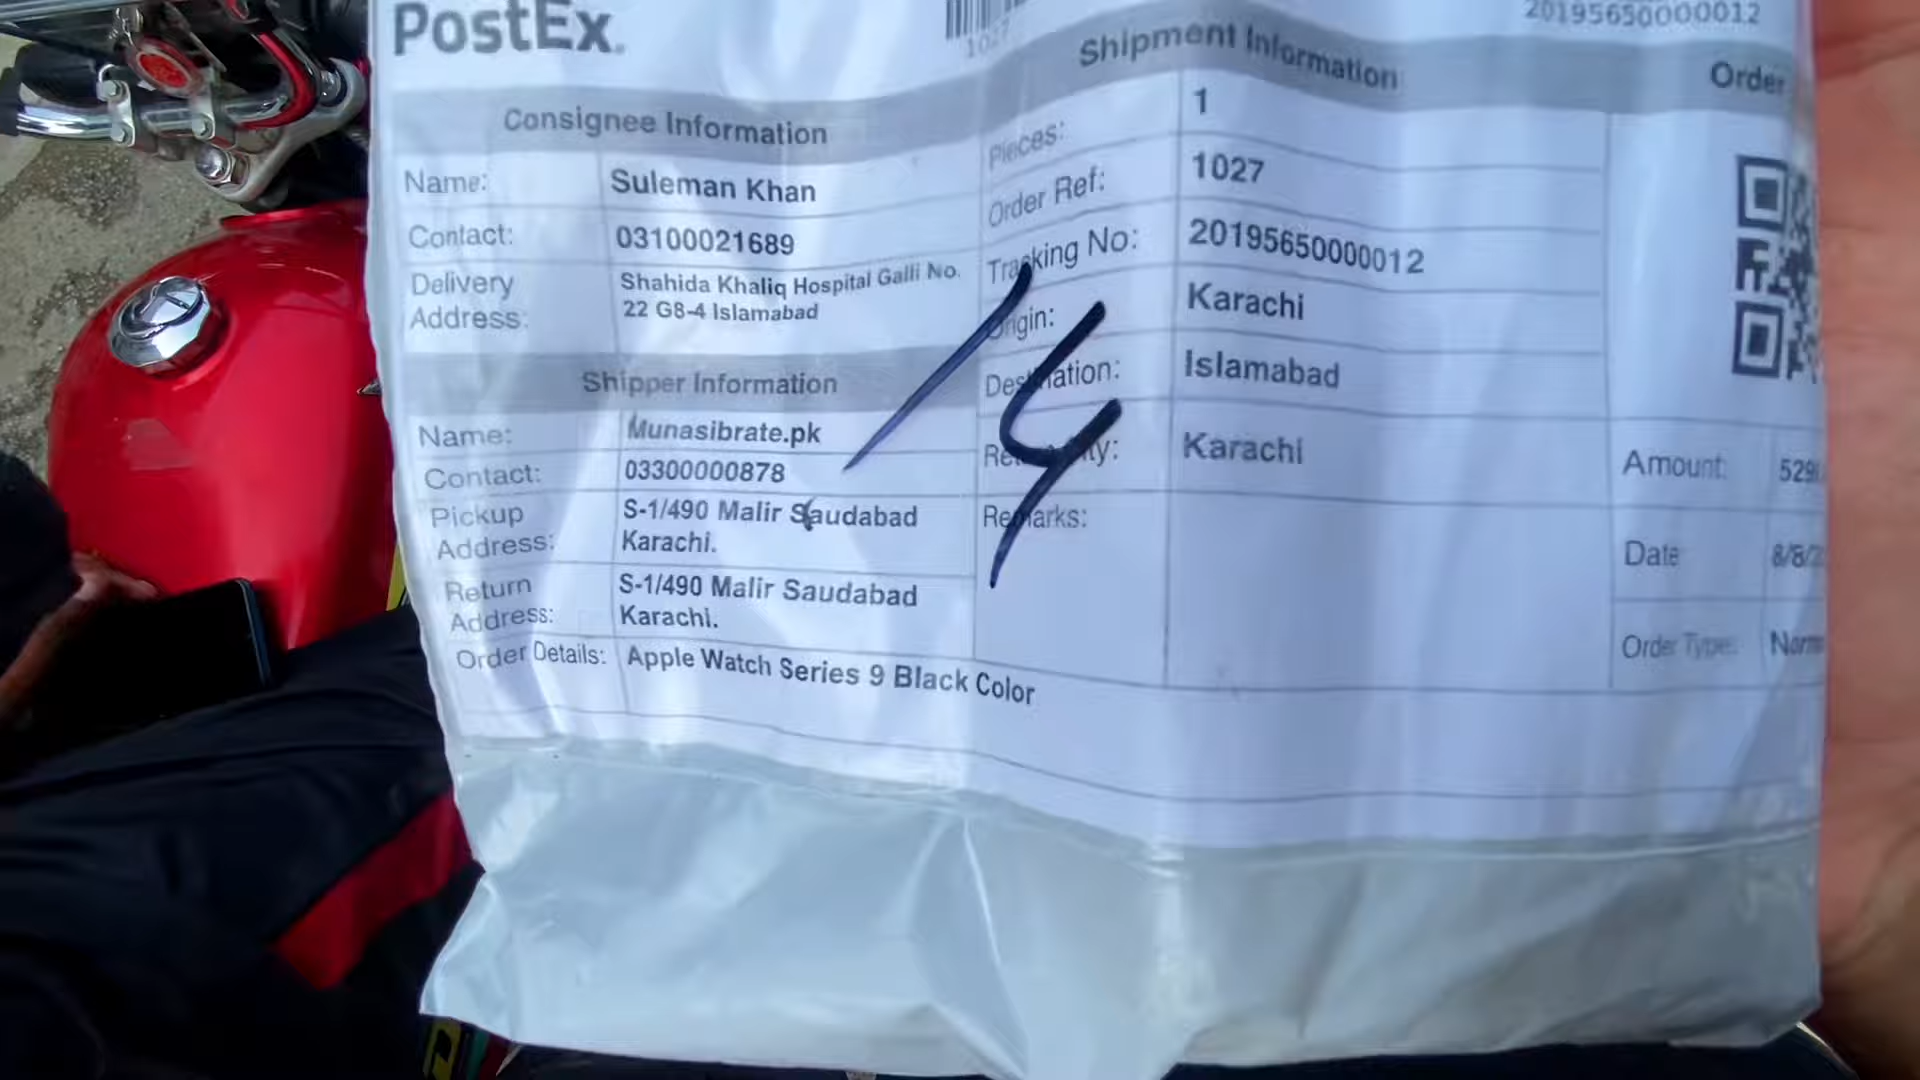 PostEx
1027
20195650000012
Consignee Information
Name: Suleman Khan
Contact: 03100021689
Delivery Address: Shahida Khaliq Hospital Galli No.
22 G8-4 Islamabad
Shipper Information
Name: Munasibrate.pk
Contact: 03300000878
Pickup Address: S-1/490 Malir Saudabad
Karachi.
Return Address: S-1/490 Malir Saudabad
Karachi.
Order Details: Apple Watch Series 9 Black Color
Shipment Information
Pieces: 1
Order Ref: 1027
Tracking No: 20195650000012
Origin: Karachi
Destination: Islamabad
Karachi
Remarks:
14
Order
Amount:
Date
Order Type: